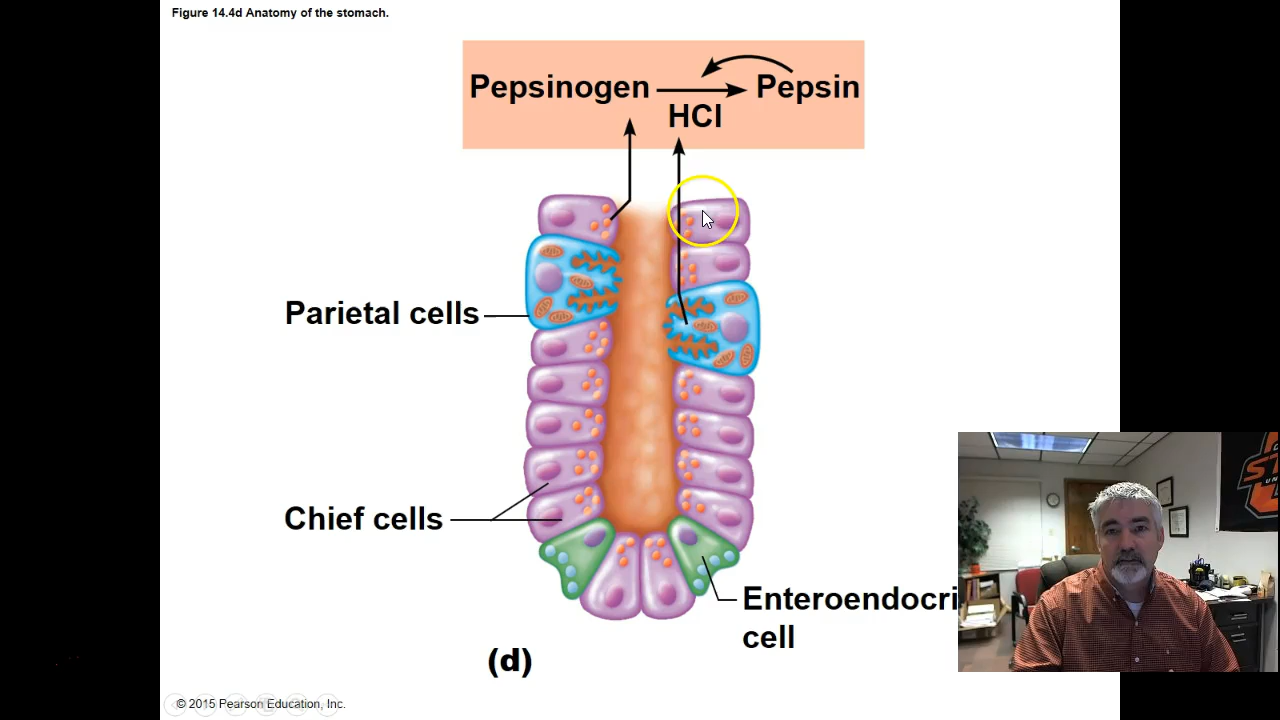 Figure 14.4d Anatomy of the stomach.
Pepsinogen
Pepsin
HCl
Parietal cells
Chief cells
Enteroendocri
cell
(d)
© 2015 Pearson Education, Inc.